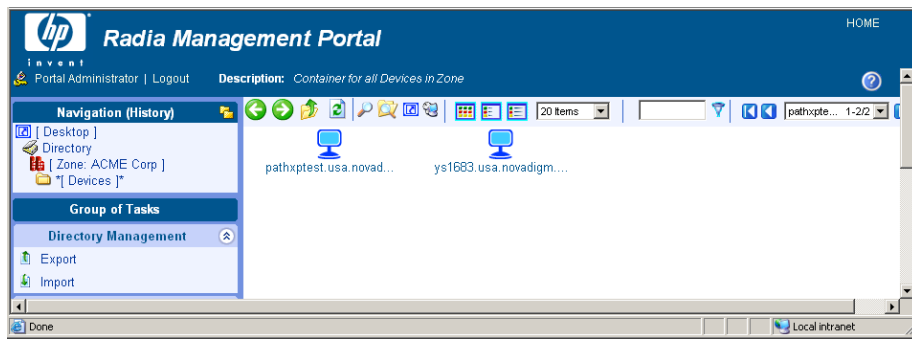 HOME
hp
Radia Management Portal
invent
Portal Administrator | Logout
Description: Container for all Devices in Zone
Navigation (History)
20 Items
pathxpte... 1-2/2
[ Desktop ]
Directory
[ Zone: ACME Corp ]
*[ Devices ]*
pathxptest.usa.novad...
ys1683.usa.novadigm....
Group of Tasks
Directory Management
Export
Import
Done
Local intranet